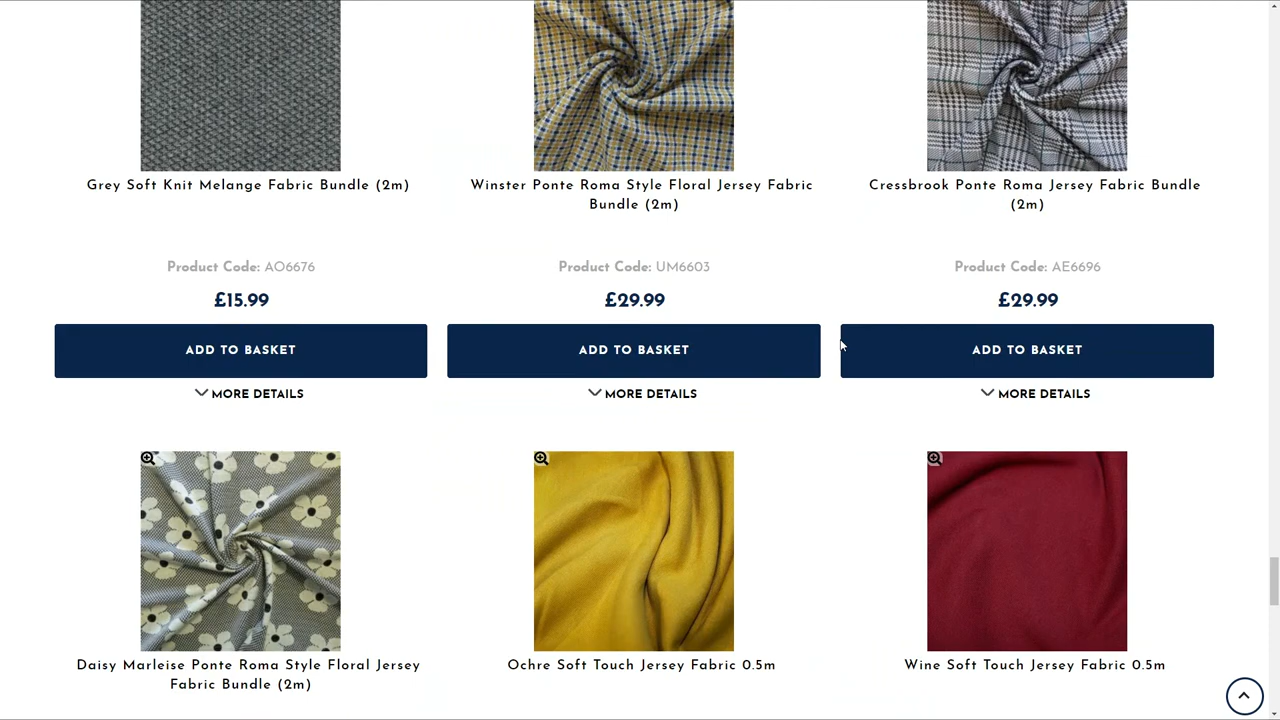 Grey Soft Knit Melange Fabric Bundle (2m)
Winster Ponte Roma Style Floral Jersey Fabric
Bundle (2m)
Cressbrook Ponte Roma Jersey Fabric Bundle
(2m)
Product Code: AO6676
Product Code: UM6603
Product Code: AE6696
£15.99
£29.99
£29.99
ADD TO BASKET
ADD TO BASKET
ADD TO BASKET
MORE DETAILS
MORE DETAILS
MORE DETAILS
Daisy Marleise Ponte Roma Style Floral Jersey
Fabric Bundle (2m)
Ochre Soft Touch Jersey Fabric 0.5m
Wine Soft Touch Jersey Fabric 0.5m